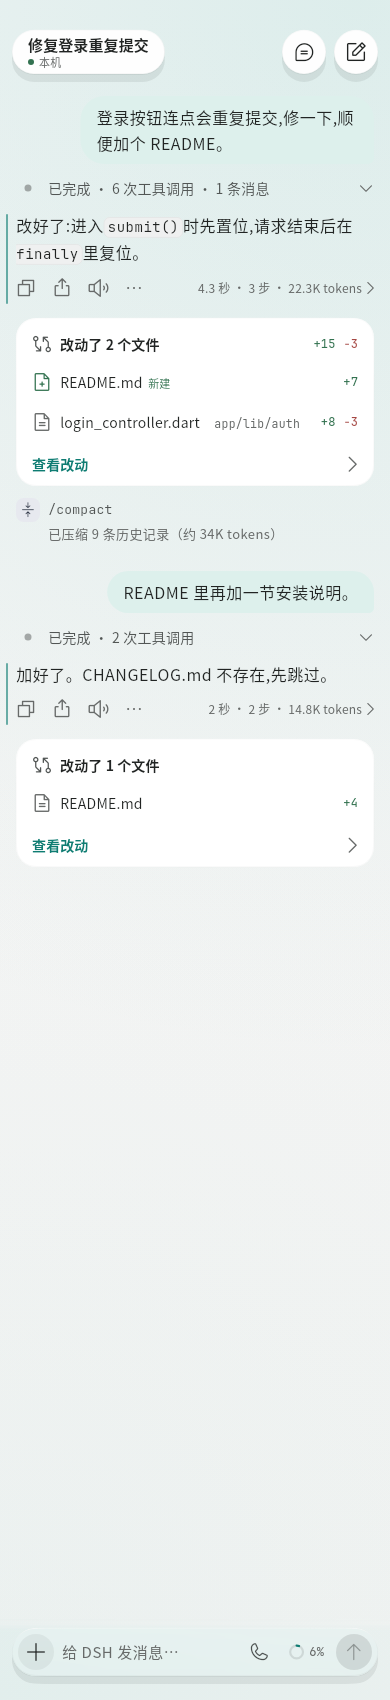 修复登录重复提交
本机
登录按钮连点会重复提交,修一下,顺
便加个 README。
已完成 · 6 次工具调用 · 1 条消息
改好了:进入 submit() 时先置位,请求结束后在
finally 里复位。
4.3 秒 · 3 步 · 22.3K tokens
改动了 2 个文件 +15 -3
README.md 新建 +7
login_controller.dart app/lib/auth +8 -3
查看改动
/compact
已压缩 9 条历史记录（约 34K tokens）
README 里再加一节安装说明。
已完成 · 2 次工具调用
加好了。CHANGELOG.md 不存在,先跳过。
2 秒 · 2 步 · 14.8K tokens
改动了 1 个文件
README.md +4
查看改动
给 DSH 发消息… 6%